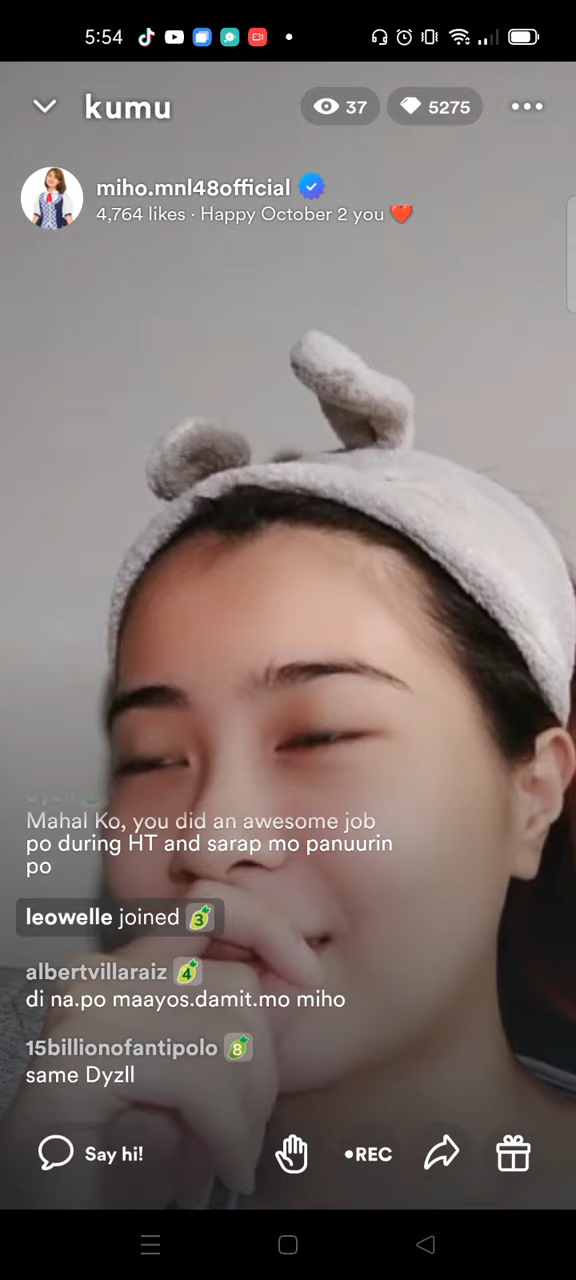 5:54
kumu
37
5275
miho.mnl48official
4,764 likes · Happy October 2 you ❤️
Mahal Ko, you did an awesome job
po during HT and sarap mo panuurin
po
leowelle joined 3
albertvillaraiz 4
di na.po maayos.damit.mo miho
15billionofantipolo 8
same Dyzll
Say hi!
•REC